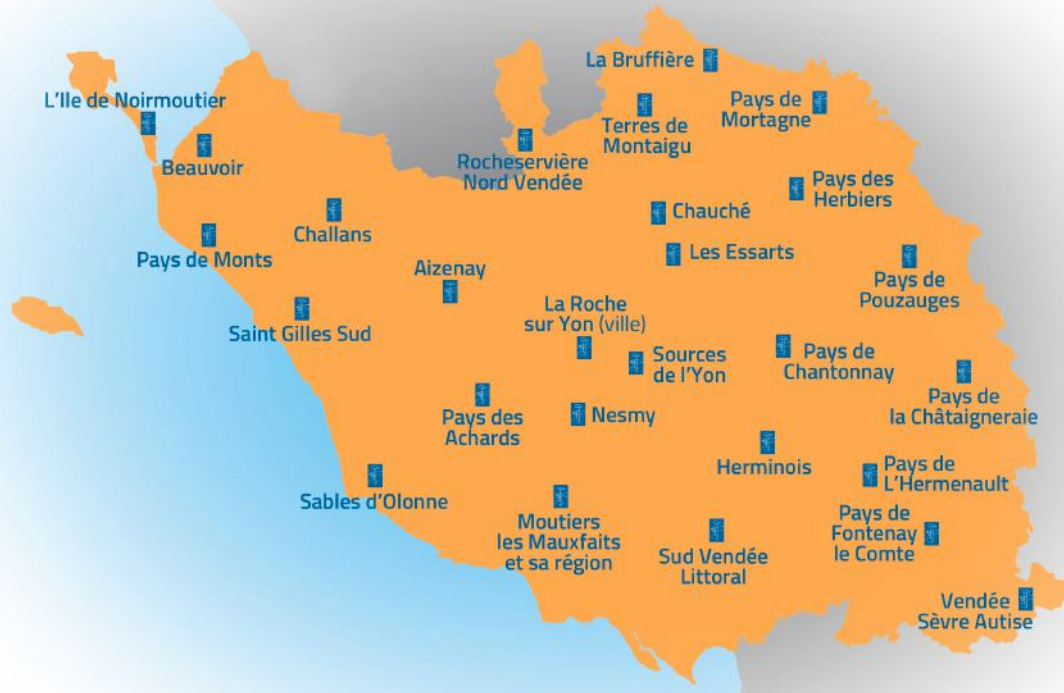 La Bruffière
L'Ile de Noirmoutier
Pays de
Mortagne
Terres de
Montaigu
Beauvoir
Rocheservière
Nord Vendée
Pays des
Herbiers
Chauché
Challans
Pays de Monts
Les Essarts
Aizenay
Pays de
Pouzauges
La Roche
sur Yon (ville)
Saint Gilles Sud
Sources
de l'Yon
Pays de
Chantonnay
Pays de
la Châtaigneraie
Pays des
Achards
Nesmy
Herminois
Pays de
L'Hermenault
Sables d'Olonne
Moutiers
les Mauxfaits
et sa région
Pays de
Fontenay
le Comte
Sud Vendée
Littoral
Vendée
Sèvre Autise